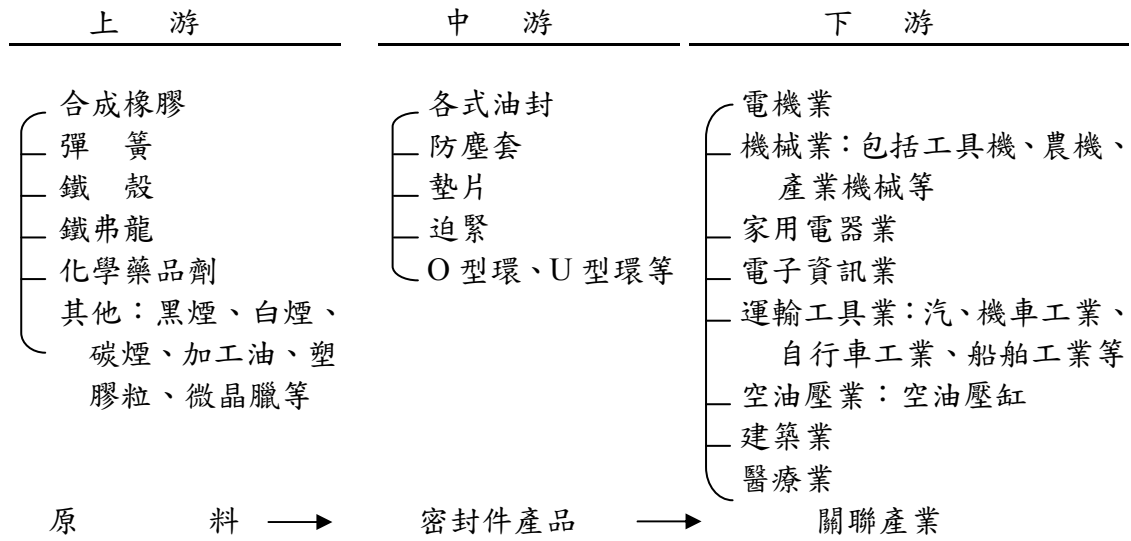 上 游
中 游
下 游
合成橡膠
彈 簧
鐵 殼
鐵弗龍
化學藥品劑
其他：黑煙、白煙、
碳煙、加工油、塑
膠粒、微晶臘等
各式油封
防塵套
墊片
迫緊
O 型環、U 型環等
電機業
機械業：包括工具機、農機、
產業機械等
家用電器業
電子資訊業
運輸工具業：汽、機車工業、
自行車工業、船舶工業等
空油壓業：空油壓缸
建築業
醫療業
原 料
密封件產品
關聯產業